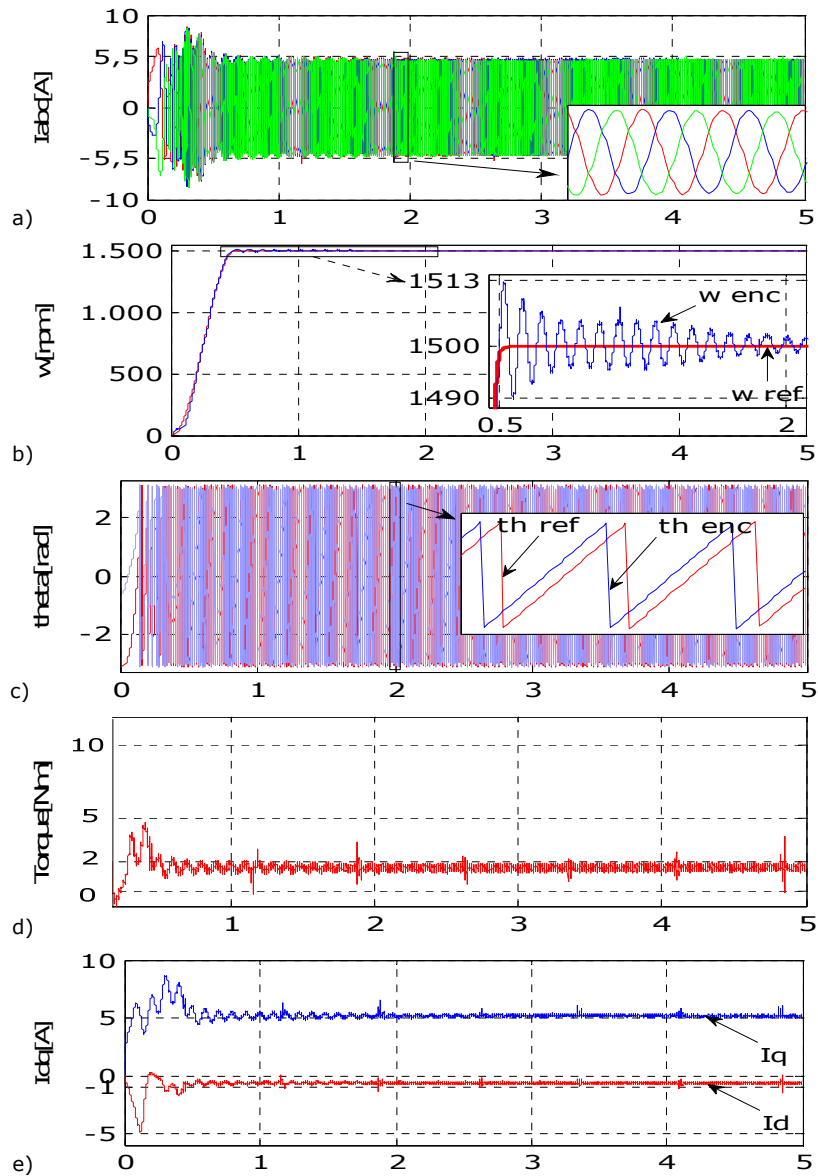 10
5,5
0
-5,5
-10
Iabc[A]
0 1 2 3 4 5
a)
1.500
1.000
500
0
w[rpm]
1513
1500
1490
0.5 2
w enc
w ref
0 1 2 3 4 5
b)
2
0
-2
theta[rad]
th ref th enc
0 1 2 3 4 5
c)
10
5
2
0
Torque[Nm]
1 2 3 4 5
d)
10
5
0
-1
-5
Idq[A]
Iq
Id
0 1 2 3 4 5
e)